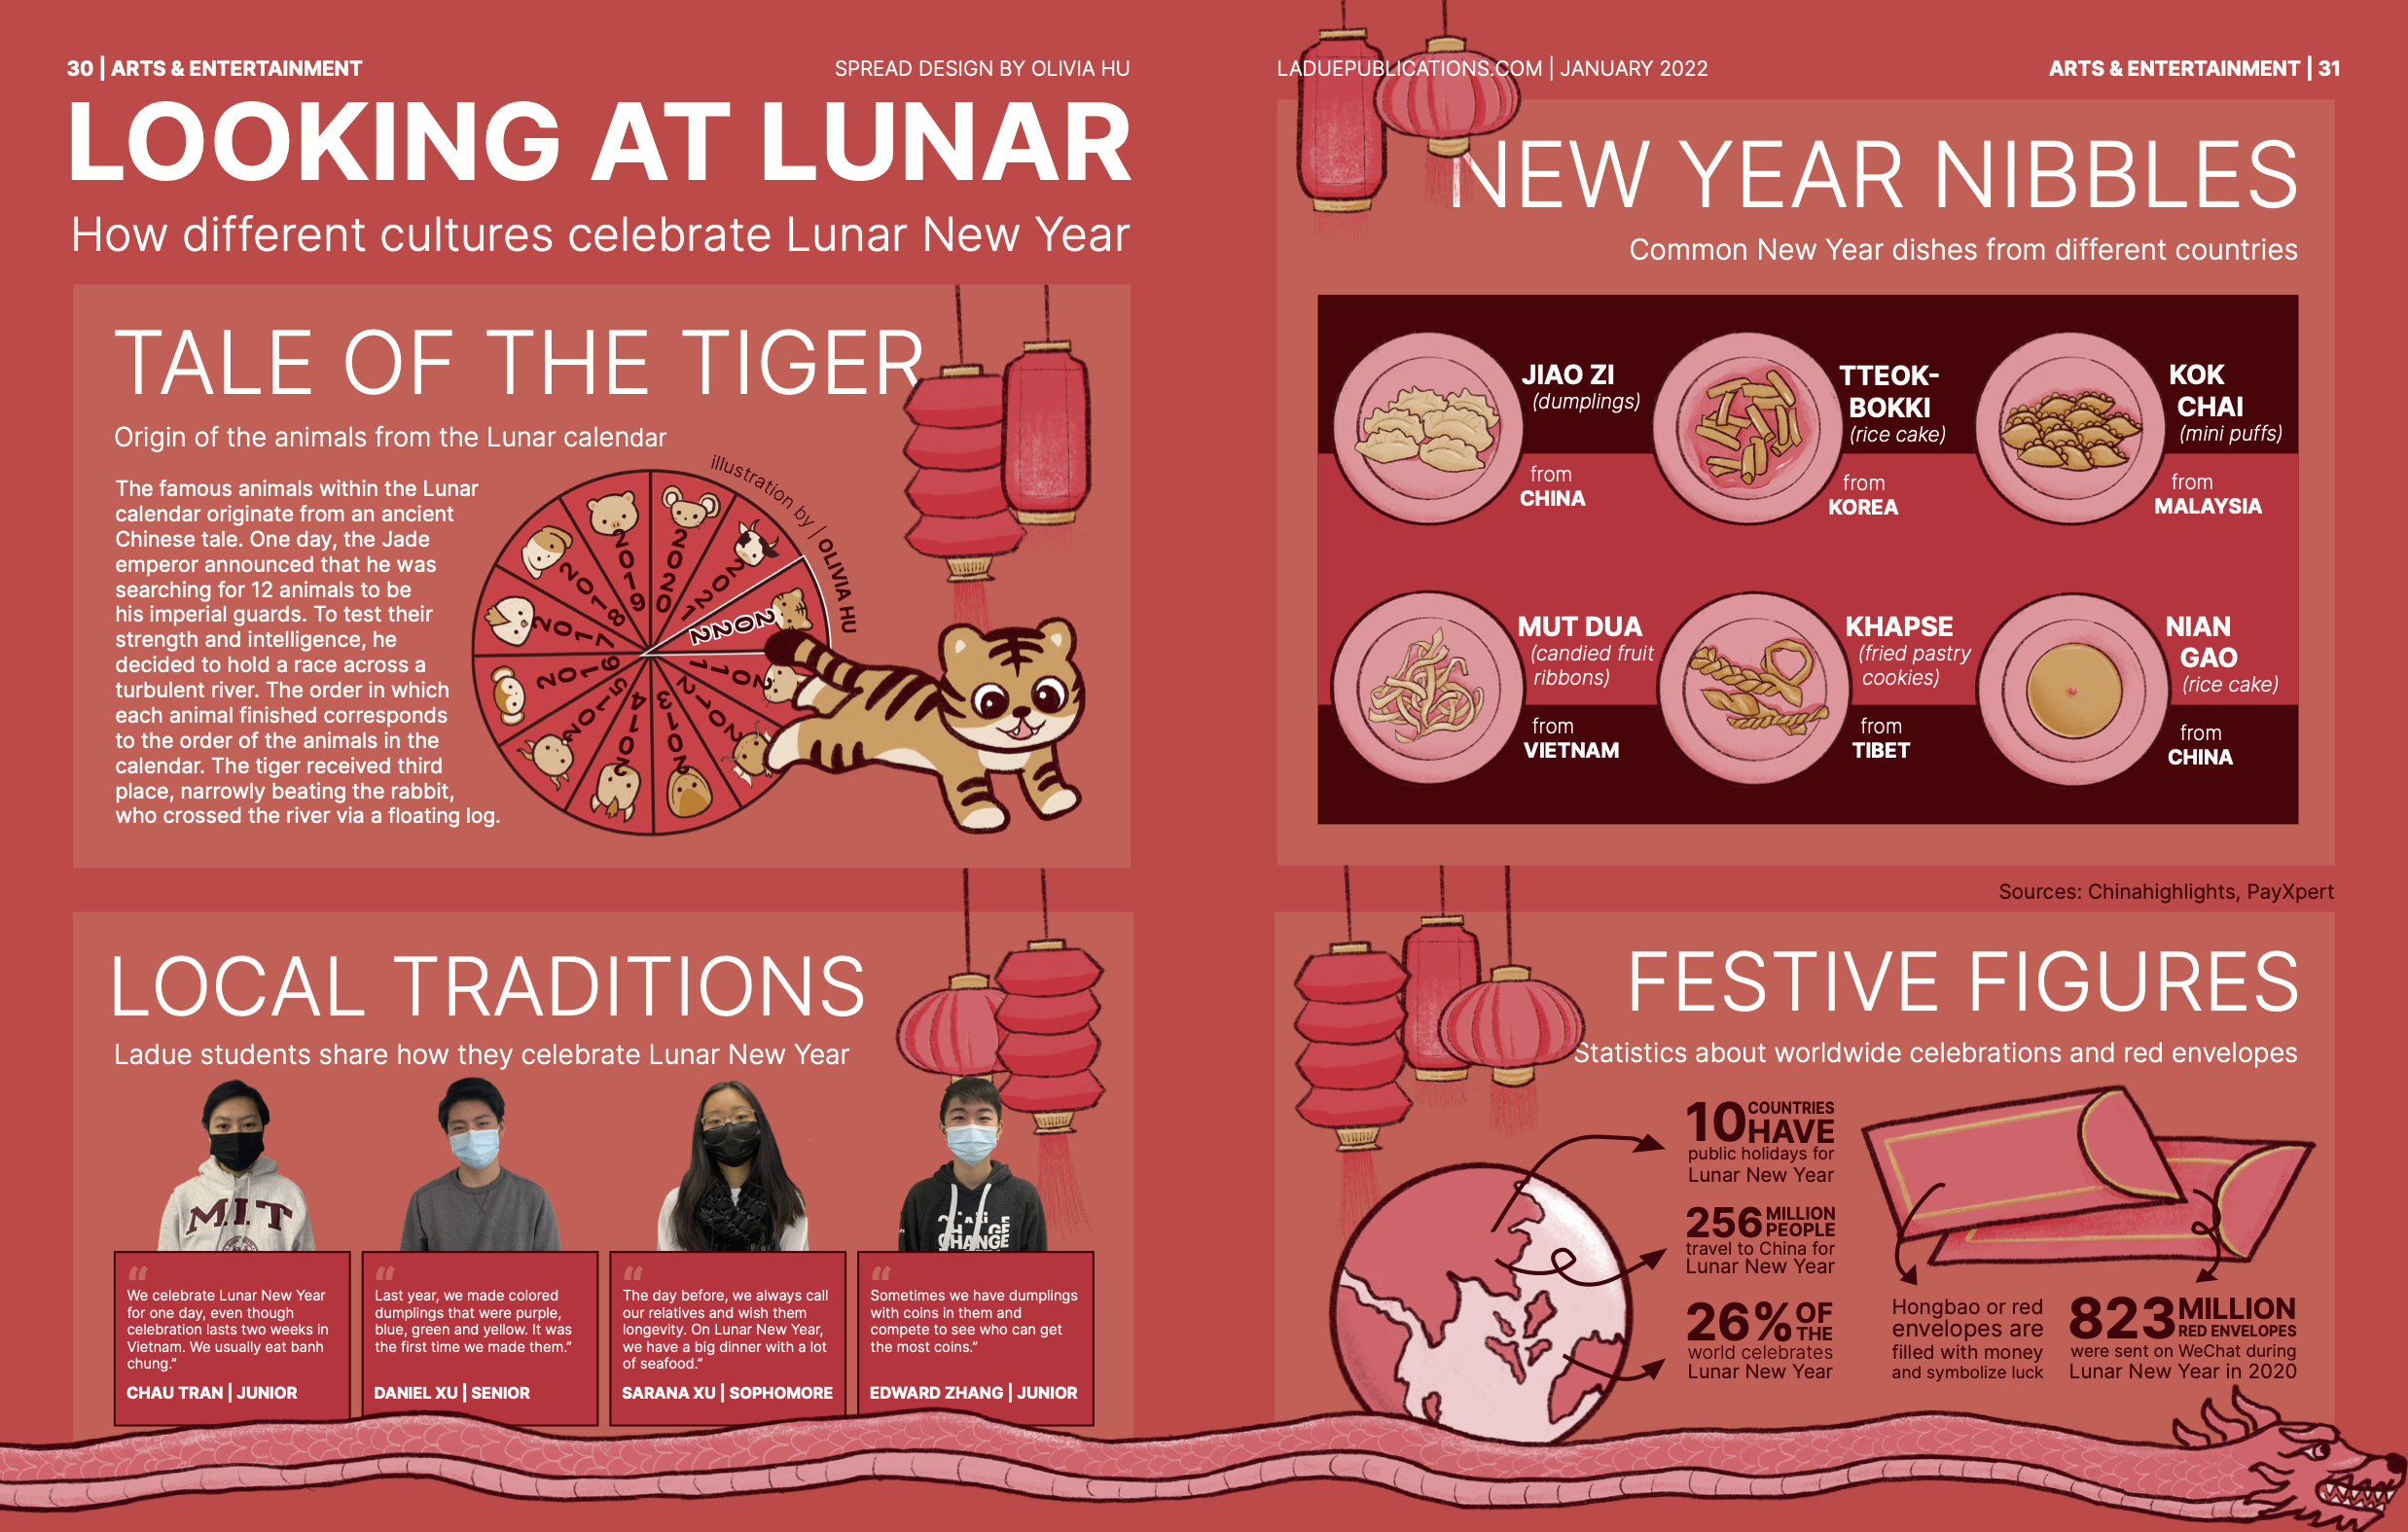 30 | ARTS & ENTERTAINMENT
SPREAD DESIGN BY OLIVIA HU
LOOKING AT LUNAR
How different cultures celebrate Lunar New Year
TALE OF THE TIGER
Origin of the animals from the Lunar calendar
The famous animals within the Lunar
calendar originate from an ancient
Chinese tale. One day, the Jade
emperor announced that he was
searching for 12 animals to be
his imperial guards. To test their
strength and intelligence, he
decided to hold a race across a
turbulent river. The order in which
each animal finished corresponds
to the order of the animals in the
calendar. The tiger received third
place, narrowly beating the rabbit,
who crossed the river via a floating log.
illustration by | OLIVIA HU
2020
2021
2022
2011
2012
2013
2014
2015
2016
2017
2018
2019
LOCAL TRADITIONS
Ladue students share how they celebrate Lunar New Year
MIT
CHANGE
“
We celebrate Lunar New Year
for one day, even though
celebration lasts two weeks in
Vietnam. We usually eat banh
chung.”
CHAU TRAN | JUNIOR
“
Last year, we made colored
dumplings that were purple,
blue, green and yellow. It was
the first time we made them.”
DANIEL XU | SENIOR
“
The day before, we always call
our relatives and wish them
longevity. On Lunar New Year,
we have a big dinner with a lot
of seafood.”
SARANA XU | SOPHOMORE
“
Sometimes we have dumplings
with coins in them and
compete to see who can get
the most coins.”
EDWARD ZHANG | JUNIOR
LADUEPUBLICATIONS.COM | JANUARY 2022
ARTS & ENTERTAINMENT | 31
NEW YEAR NIBBLES
Common New Year dishes from different countries
JIAO ZI
(dumplings)
from
CHINA
TTEOK-
BOKKI
(rice cake)
from
KOREA
KOK
CHAI
(mini puffs)
from
MALAYSIA
MUT DUA
(candied fruit
ribbons)
from
VIETNAM
KHAPSE
(fried pastry
cookies)
from
TIBET
NIAN
GAO
(rice cake)
from
CHINA
Sources: Chinahighlights, PayXpert
FESTIVE FIGURES
Statistics about worldwide celebrations and red envelopes
10 COUNTRIES
HAVE
public holidays for
Lunar New Year
256 MILLION
PEOPLE
travel to China for
Lunar New Year
26% OF
THE
world celebrates
Lunar New Year
Hongbao or red
envelopes are
filled with money
and symbolize luck
823 MILLION
RED ENVELOPES
were sent on WeChat during
Lunar New Year in 2020